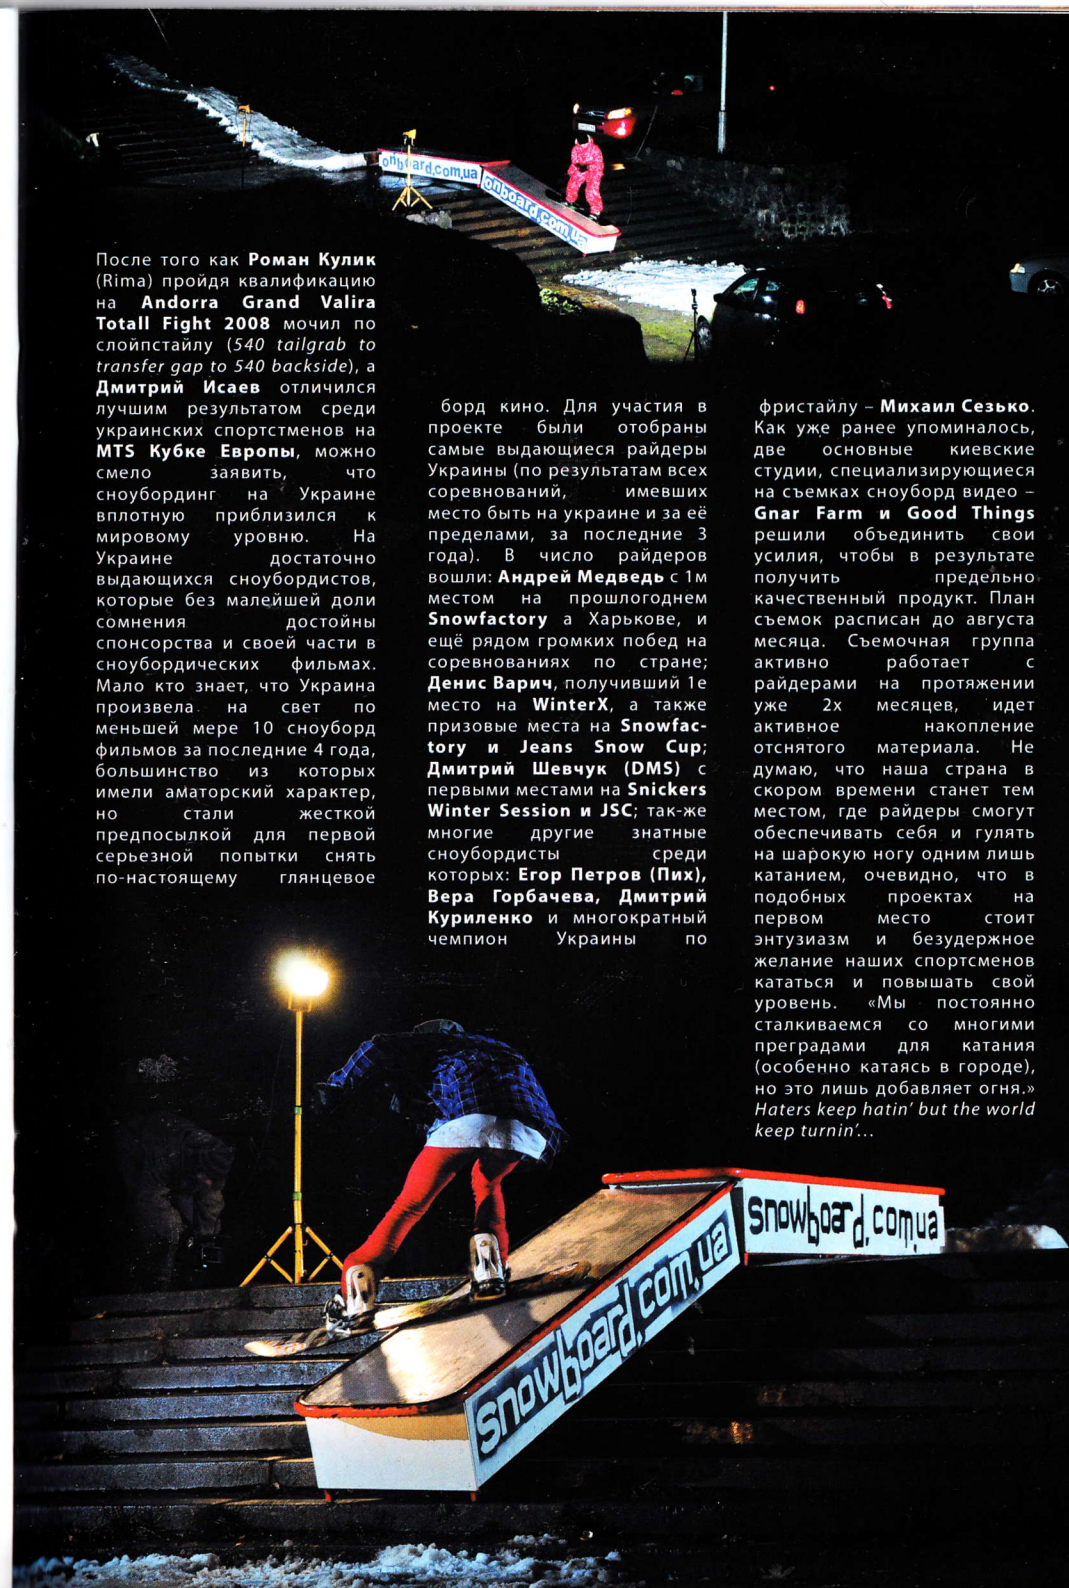 onboard.com.ua
onboard.com.ua
После того как Роман Кулик
(Rima) пройдя квалификацию
на Andorra Grand Valira
Totall Fight 2008 мочил по
слойпстайлу (540 tailgrab to
transfer gap to 540 backside), а
Дмитрий Исаев отличился
лучшим результатом среди
украинских спортстменов на
MTS Кубке Европы, можно
смело заявить, что
сноубординг на Украине
вплотную приблизился к
мировому уровню. На
Украине достаточно
выдающихся сноубордистов,
которые без малейшей доли
сомнения достойны
спонсорства и своей части в
сноубордических фильмах.
Мало кто знает, что Украина
произвела на свет по
меньшей мере 10 сноуборд
фильмов за последние 4 года,
большинство из которых
имели аматорский характер,
но стали жесткой
предпосылкой для первой
серьезной попытки снять
по-настоящему глянцевое
борд кино. Для участия в
проекте были отобраны
самые выдающиеся райдеры
Украины (по результатам всех
соревнований, имевших
место быть на украине и за её
пределами, за последние 3
года). В число райдеров
вошли: Андрей Медведь с 1м
местом на прошлогоднем
Snowfactory а Харькове, и
ещё рядом громких побед на
соревнованиях по стране;
Денис Варич, получивший 1е
место на WinterX, а также
призовые места на Snowfac-
tory и Jeans Snow Cup;
Дмитрий Шевчук (DMS) с
первыми местами на Snickers
Winter Session и JSC; так-же
многие другие знатные
сноубордисты среди
которых: Егор Петров (Пих),
Вера Горбачева, Дмитрий
Куриленко и многократный
чемпион Украины по
фристайлу – Михаил Сезько.
Как уже ранее упоминалось,
две основные киевские
студии, специализирующиеся
на съемках сноуборд видео –
Gnar Farm и Good Things
решили объединить свои
усилия, чтобы в результате
получить предельно
качественный продукт. План
съемок расписан до августа
месяца. Съемочная группа
активно работает с
райдерами на протяжении
уже 2х месяцев, идет
активное накопление
отснятого материала. Не
думаю, что наша страна в
скором времени станет тем
местом, где райдеры смогут
обеспечивать себя и гулять
на шарокую ногу одним лишь
катанием, очевидно, что в
подобных проектах на
первом место стоит
энтузиазм и безудержное
желание наших спортсменов
кататься и повышать свой
уровень. «Мы постоянно
сталкиваемся со многими
преградами для катания
(особенно катаясь в городе),
но это лишь добавляет огня.»
Haters keep hatin' but the world
keep turnin'...
snowboard.com.ua
snowboard.com.ua